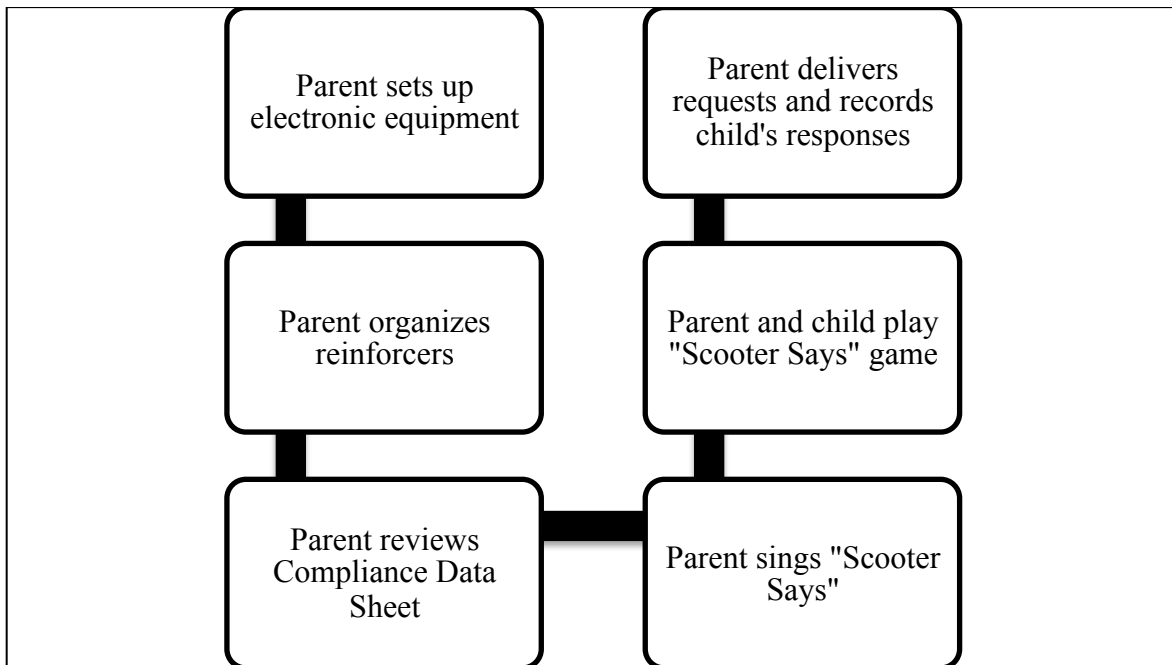 Parent sets up
electronic equipment
Parent organizes
reinforcers
Parent reviews
Compliance Data
Sheet
Parent sings "Scooter
Says"
Parent and child play
"Scooter Says" game
Parent delivers
requests and records
child's responses